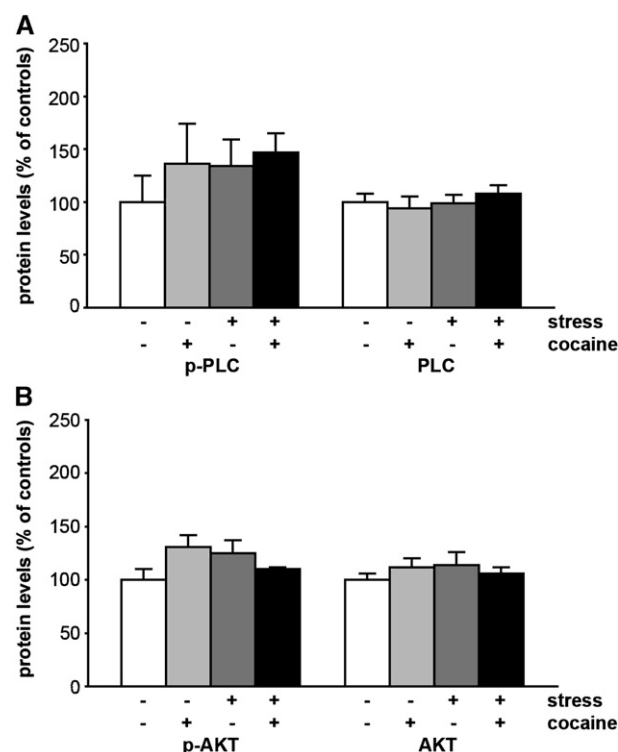 A
protein levels (% of controls)
250
200
150
100
50
0
- - + + - - + + stress
- + - + - + - + cocaine
p-PLC PLC
B
protein levels (% of controls)
250
200
150
100
50
0
- - + + - - + + stress
- + - + - + - + cocaine
p-AKT AKT